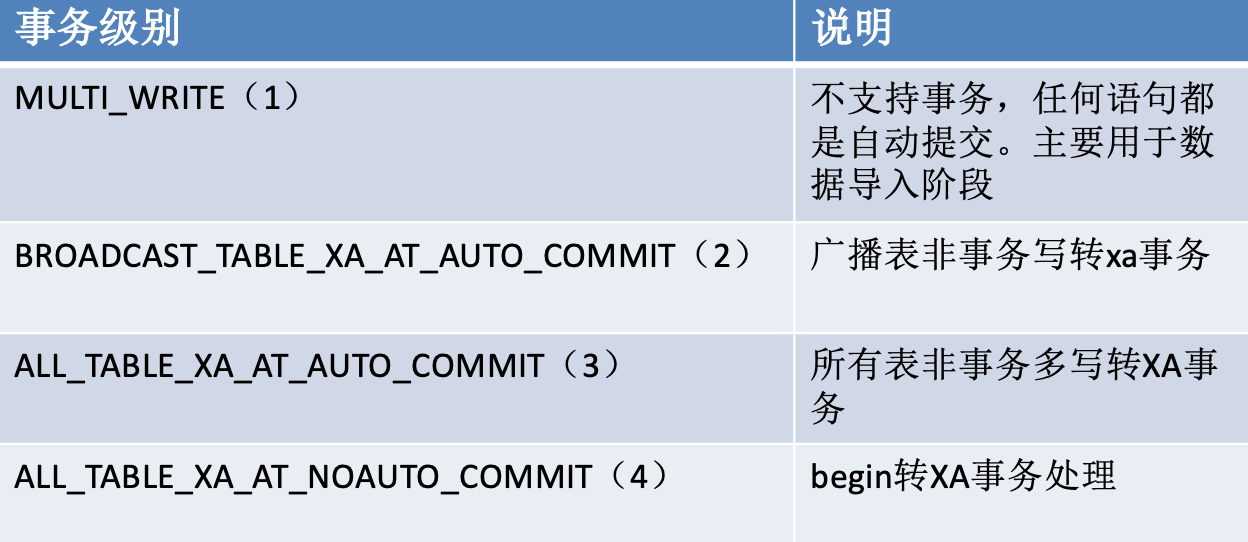 事务级别
说明
MULTI_WRITE（1）
不支持事务，任何语句都
是自动提交。主要用于数
据导入阶段
BROADCAST_TABLE_XA_AT_AUTO_COMMIT（2）
广播表非事务写转xa事务
ALL_TABLE_XA_AT_AUTO_COMMIT（3）
所有表非事务多写转XA事
务
ALL_TABLE_XA_AT_NOAUTO_COMMIT（4）
begin转XA事务处理